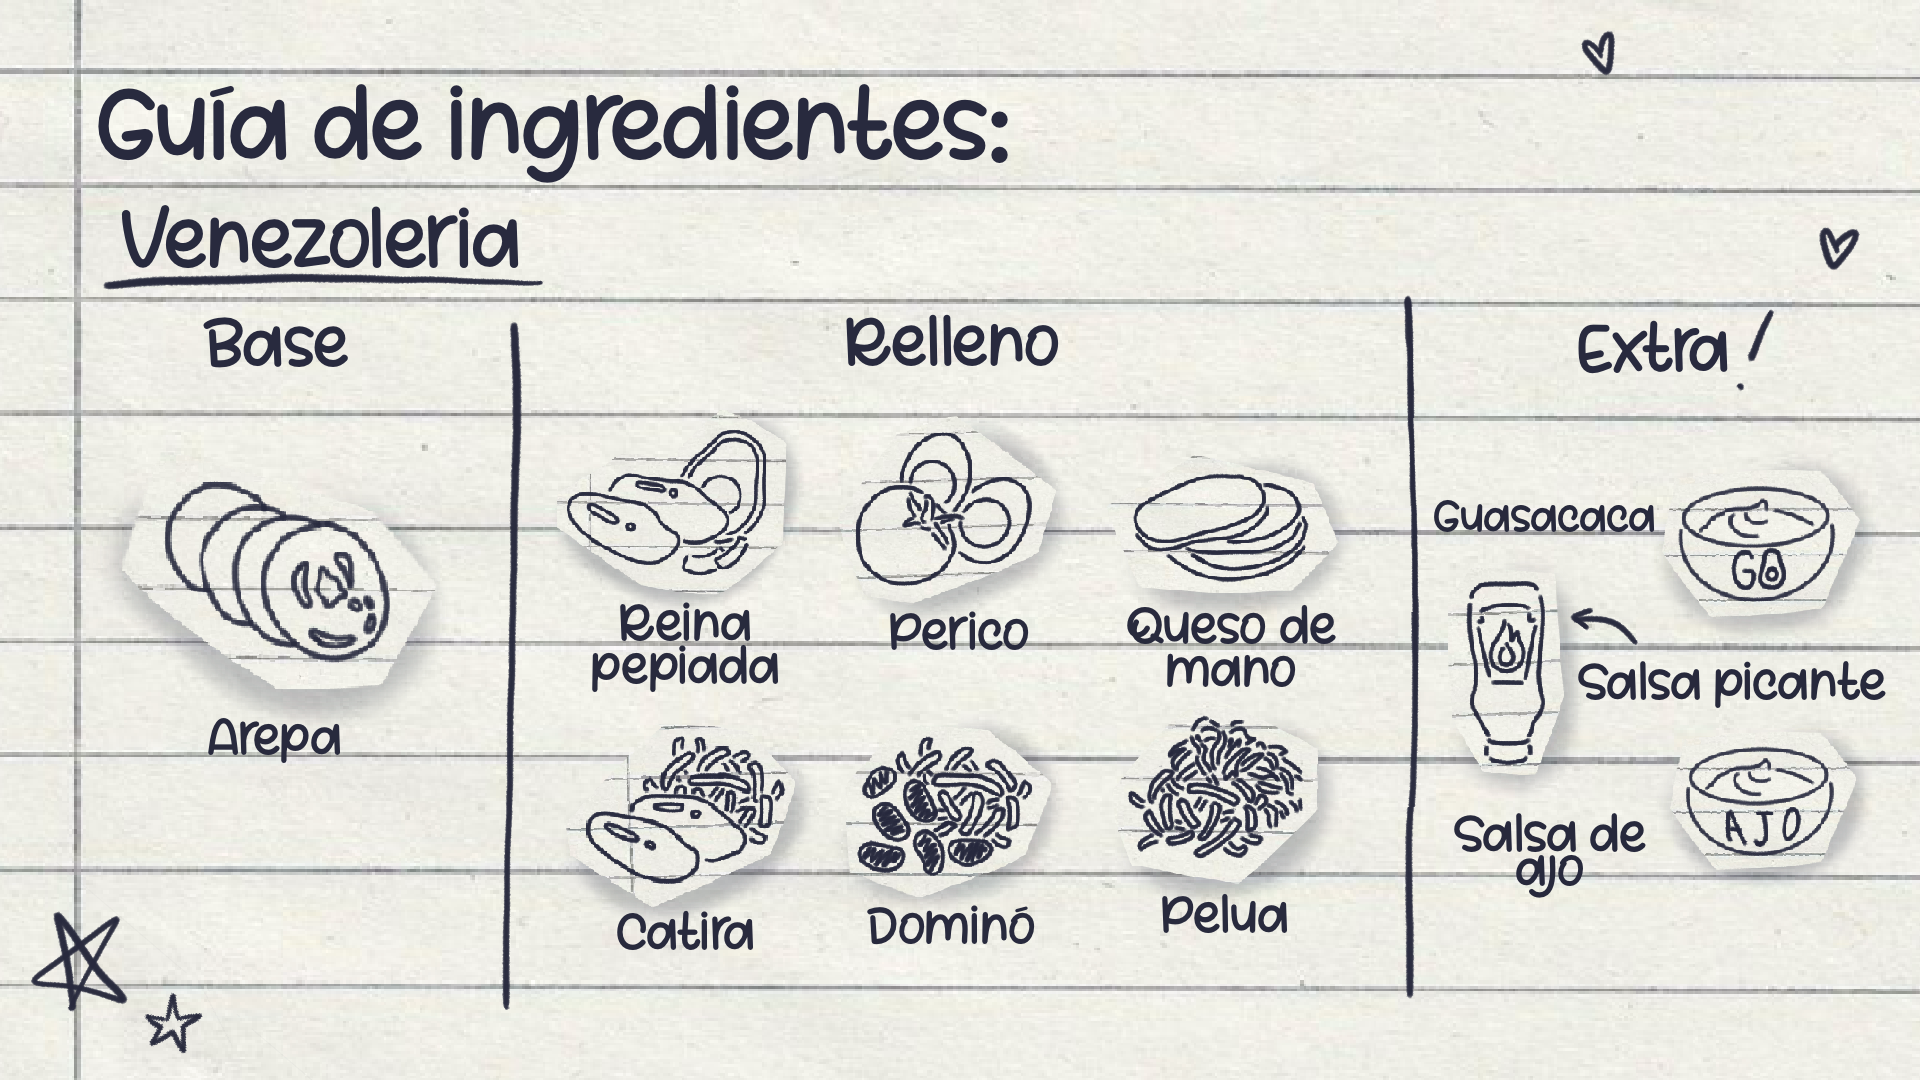 Guía de ingredientes:
Venezoleria
Base
Arepa
Relleno
Reina
pepiada
Perico
Queso de
mano
Catira
Dominó
Pelua
Extra!
Guasacaca
G
Salsa picante
Salsa de
ajo
AJO